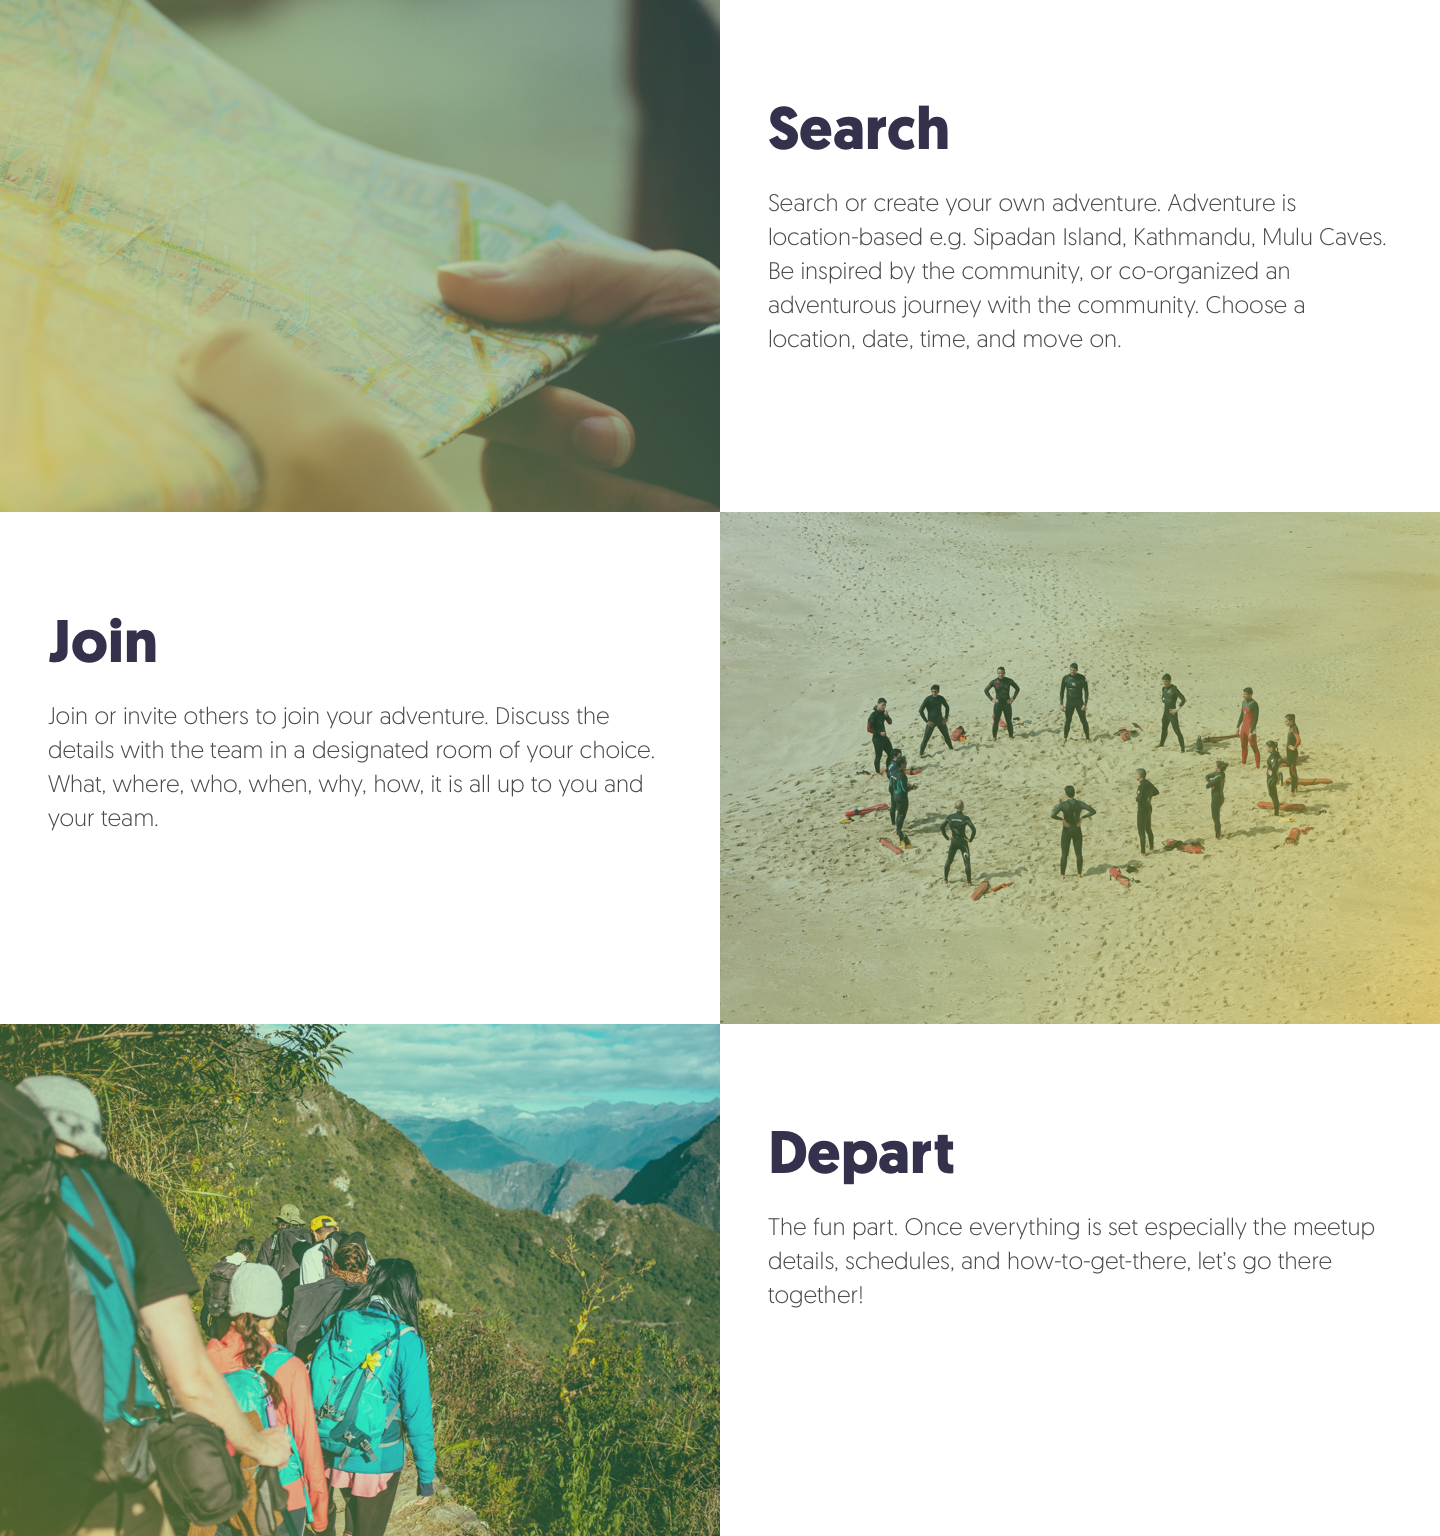 Search
Search or create your own adventure. Adventure is
location-based e.g. Sipadan Island, Kathmandu, Mulu Caves.
Be inspired by the community, or co-organized an
adventurous journey with the community. Choose a
location, date, time, and move on.
Join
Join or invite others to join your adventure. Discuss the
details with the team in a designated room of your choice.
What, where, who, when, why, how, it is all up to you and
your team.
Depart
The fun part. Once everything is set especially the meetup
details, schedules, and how-to-get-there, let’s go there
together!